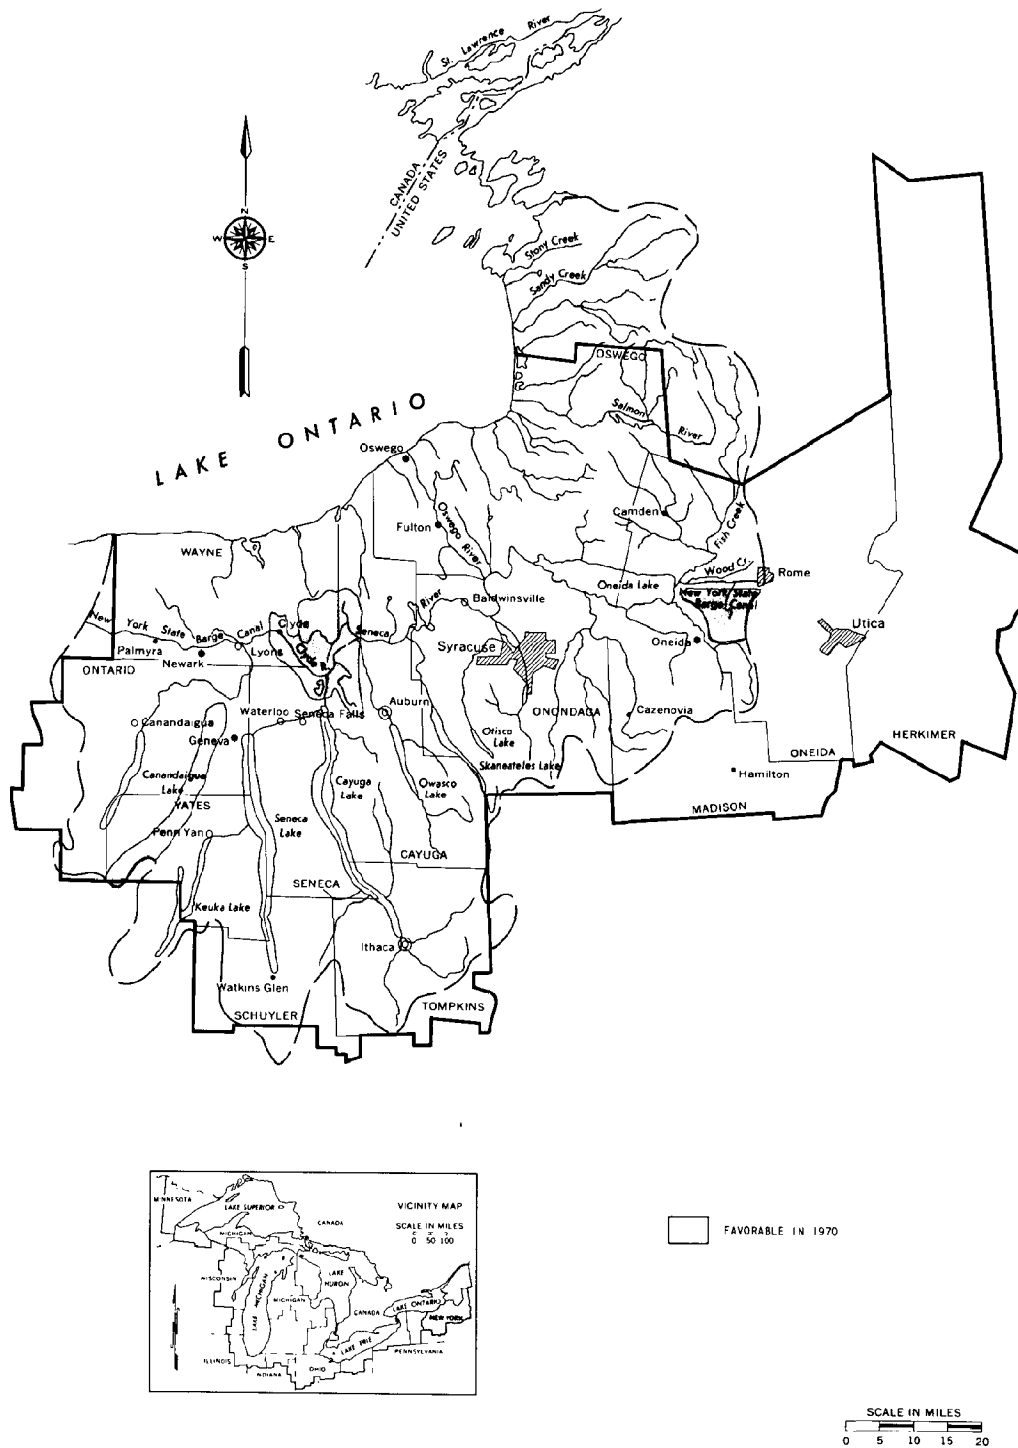 St. Lawrence River
CANADA
UNITED STATES
N
W E
S
Stony Creek
Sandy Creek
OSWEGO
Salmon River
LAKE ONTARIO
Oswego
Fulton
Oswego River
Camden
Fish Creek
WAYNE
Wood Cr.
Rome
Oneida Lake
New York State
Barge Canal
Baldwinsville
New York State Barge Canal
Clyde
Seneca River
Utica
Palmyra
Newark
Lyons
Clyde R.
Syracuse
Oneida
ONTARIO
Canandaigua
Waterloo
Seneca Falls
Auburn
ONONDAGA
Cazenovia
Geneva
Otisco
Lake
Skaneateles Lake
ONEIDA
HERKIMER
Canandaigua
Lake
Cayuga
Lake
Owasco
Lake
Hamilton
YATES
Seneca
Lake
MADISON
Penn Yan
CAYUGA
SENECA
Keuka Lake
Ithaca
Watkins Glen
SCHUYLER
TOMPKINS
VICINITY MAP
SCALE IN MILES
0 50 100
MINNESOTA
LAKE SUPERIOR
CANADA
MICHIGAN
WISCONSIN
LAKE MICHIGAN
LAKE
HURON
MICHIGAN
CANADA
LAKE ONTARIO
NEW YORK
LAKE ERIE
PENNSYLVANIA
ILLINOIS
INDIANA
OHIO
FAVORABLE IN 1970
SCALE IN MILES
0 5 10 15 20